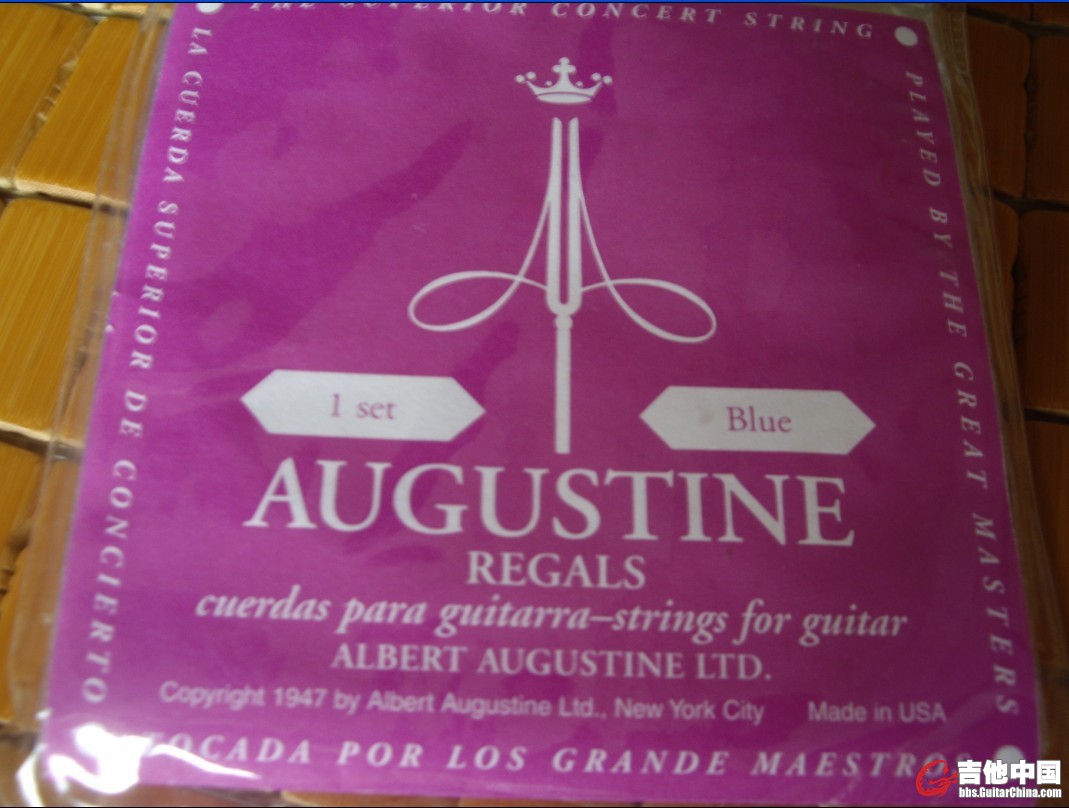 THE SUPERIOR CONCERT STRING
LA CUERDA SUPERIOR DE CONCIERTO
PLAYED BY THE GREAT MASTERS
1 set
Blue
AUGUSTINE
REGALS
cuerdas para guitarra–strings for guitar
ALBERT AUGUSTINE LTD.
Copyright 1947 by Albert Augustine Ltd., New York City Made in USA
TOCADA POR LOS GRANDE MAESTROS
吉他中国
bbs.GuitarChina.com